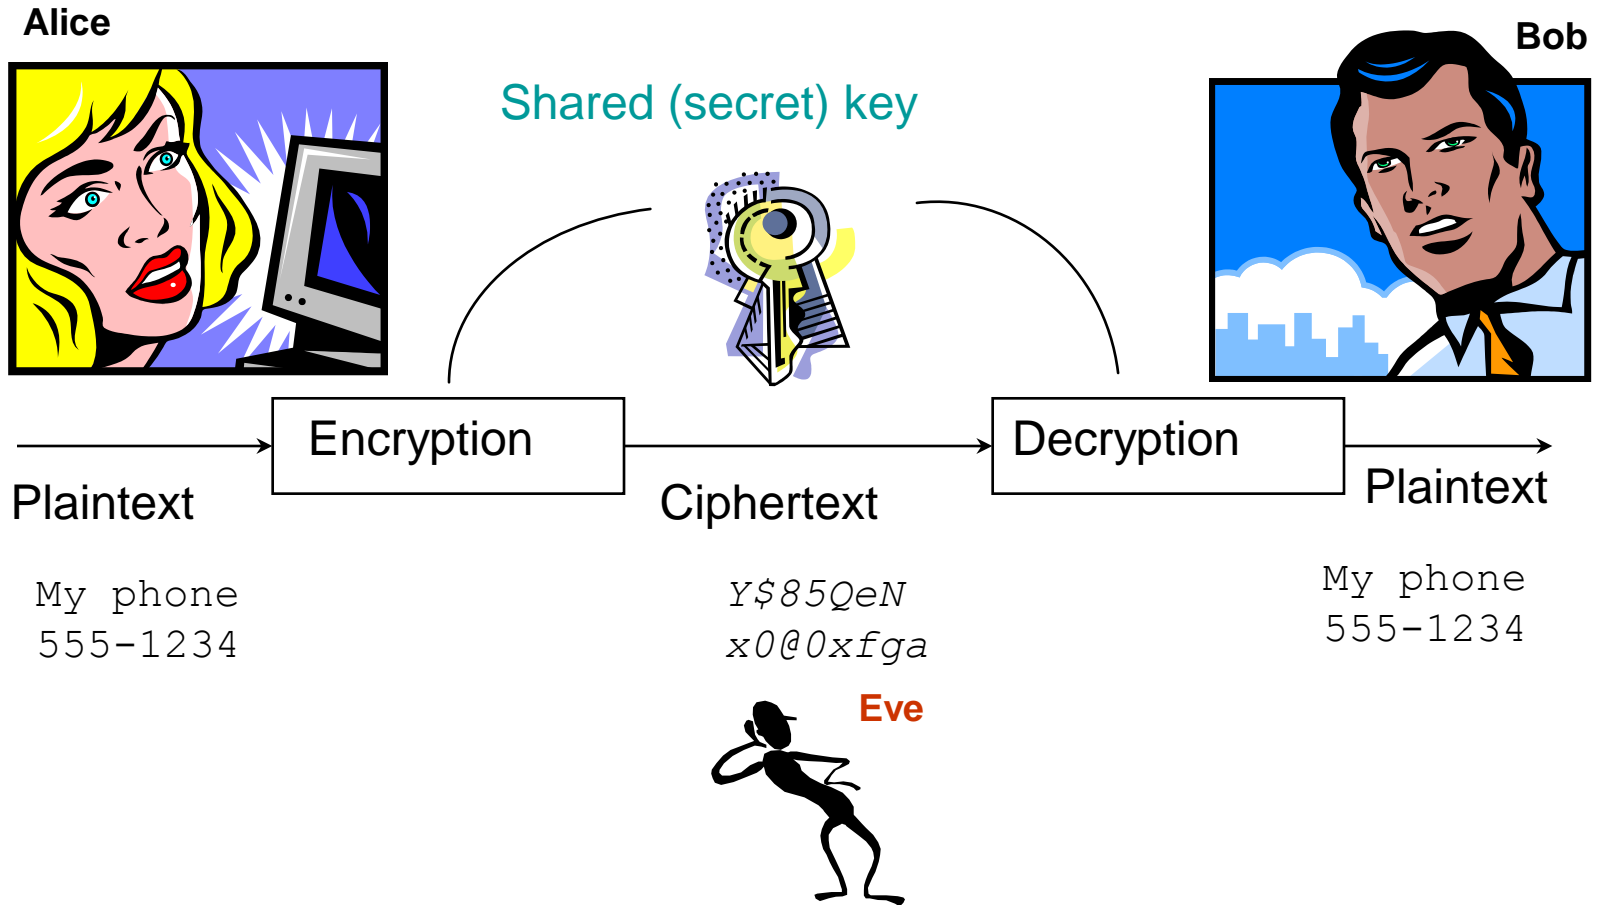 Alice
Bob
Shared (secret) key
Encryption
Decryption
Plaintext
Ciphertext
Plaintext
My phone
555-1234
Y$85QeN
x0@0xfga
My phone
555-1234
Eve